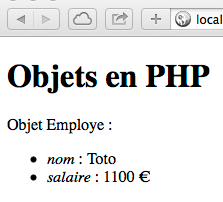 local
Objets en PHP
Objet Employe :
• nom : Toto
• salaire : 1100 €